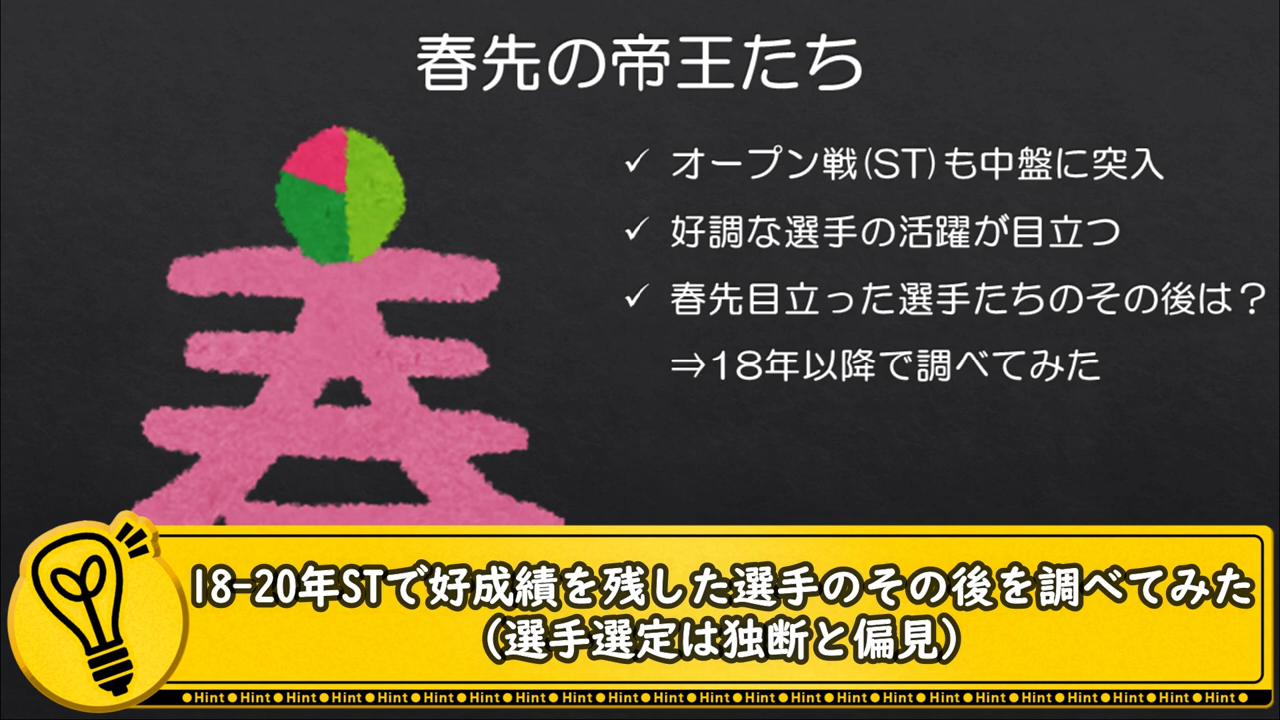 春先の帝王たち
✓ オープン戦(ST)も中盤に突入
✓ 好調な選手の活躍が目立つ
✓ 春先目立った選手たちのその後は？
⇒18年以降で調べてみた
春
18-20年STで好成績を残した選手のその後を調べてみた
(選手選定は独断と偏見)
●Hint●Hint●Hint●Hint●Hint●Hint●Hint●Hint●Hint●Hint●Hint●Hint●Hint●Hint●Hint●Hint●Hint●Hint●Hint●Hint●Hint●Hint●Hint●